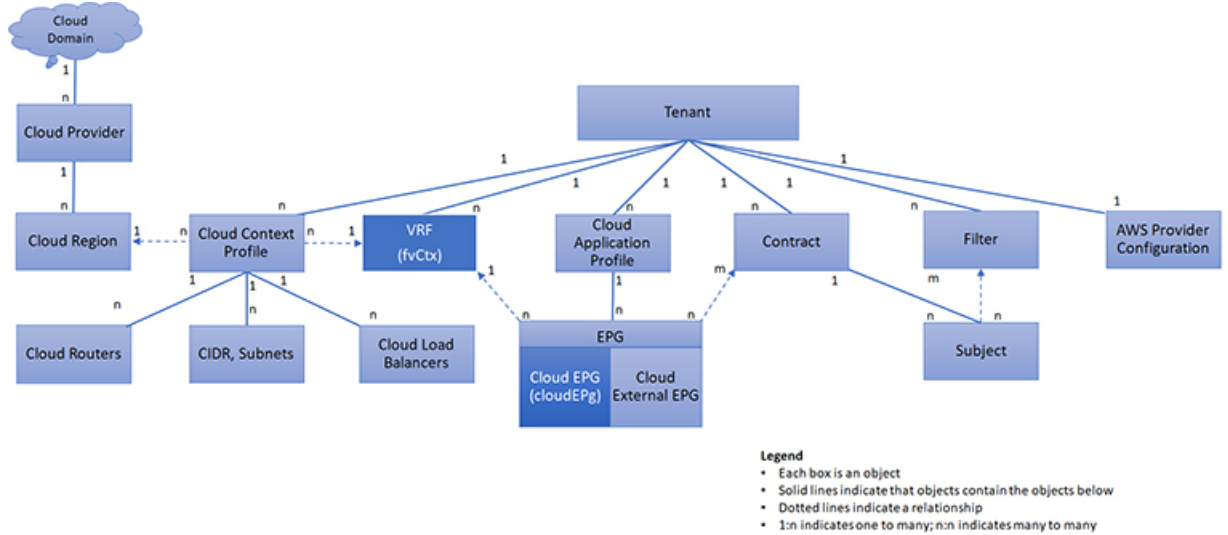 Cloud
Domain
1
n
Cloud Provider
Tenant
1
n
1
1
1
1
1
1
n
n
n
n
n
1
Cloud Region
1
n
Cloud Context
Profile
n
1
VRF
(fvCtx)
Cloud
Application
Profile
Contract
Filter
AWS Provider
Configuration
1
1
1
1
1
m
1
m
n
n
n
n
n
n
n
n
Cloud Routers
CIDR, Subnets
Cloud Load
Balancers
EPG
Cloud EPG
(cloudEPg)
Cloud
External EPG
Subject
Legend
• Each box is an object
• Solid lines indicate that objects contain the objects below
• Dotted lines indicate a relationship
• 1:n indicates one to many; n:n indicates many to many